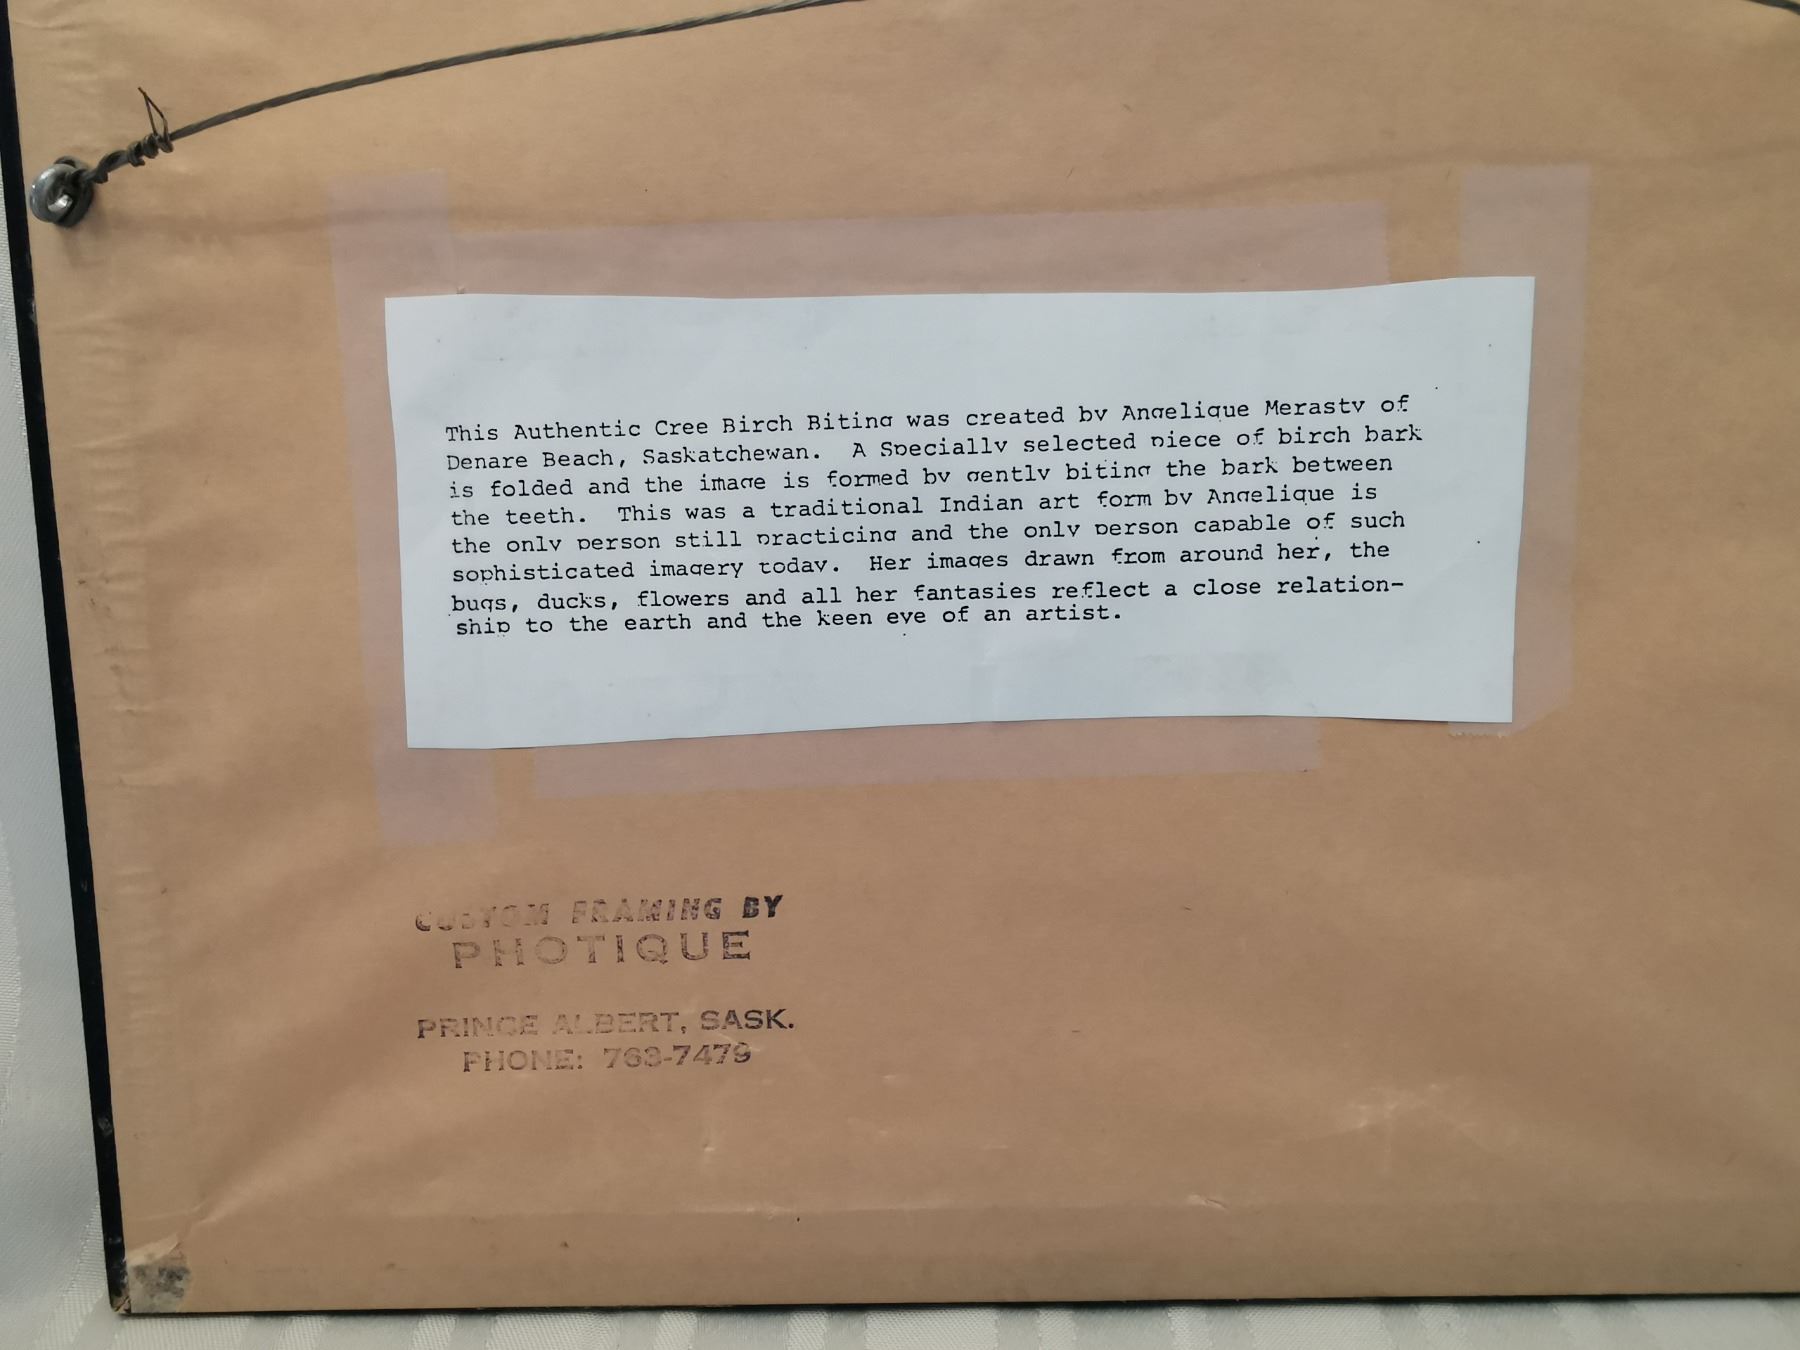 This Authentic Cree Birch Biting was created by Angelique Merasty of
Denare Beach, Saskatchewan. A Specially selected piece of birch bark
is folded and the image is formed by gently biting the bark between
the teeth. This was a traditional Indian art form by Angelique is
the only person still practicing and the only person capable of such
sophisticated imagery today. Her images drawn from around her, the
bugs, ducks, flowers and all her fantasies reflect a close relation-
ship to the earth and the keen eye of an artist.
CUSTOM FRAMING BY
PHOTIQUE
PRINCE ALBERT, SASK.
PHONE: 763-7479